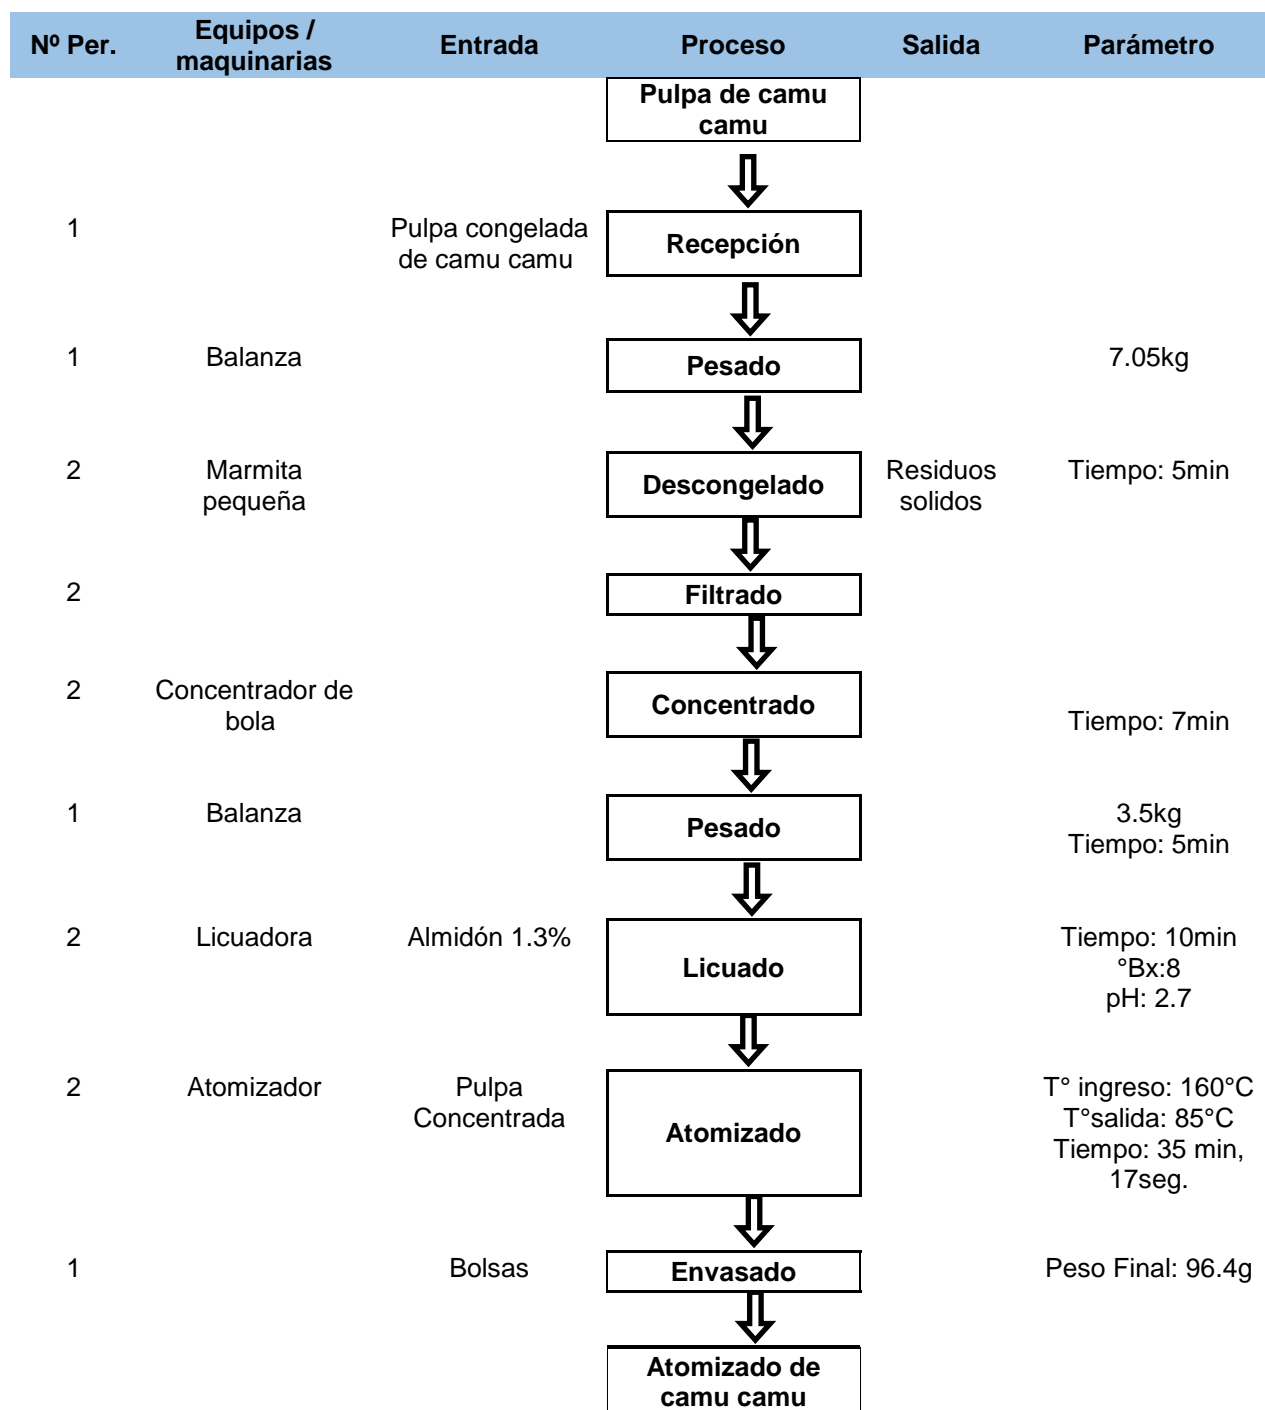 Nº Per.
Equipos /
maquinarias
Entrada
Proceso
Salida
Parámetro
Pulpa de camu
camu
1
Pulpa congelada
de camu camu
Recepción
1
Balanza
Pesado
7.05kg
2
Marmita
pequeña
Descongelado
Residuos
solidos
Tiempo: 5min
2
Filtrado
2
Concentrador de
bola
Concentrado
Tiempo: 7min
1
Balanza
Pesado
3.5kg
Tiempo: 5min
2
Licuadora
Almidón 1.3%
Licuado
Tiempo: 10min
°Bx:8
pH: 2.7
2
Atomizador
Pulpa
Concentrada
Atomizado
T° ingreso: 160°C
T°salida: 85°C
Tiempo: 35 min,
17seg.
1
Bolsas
Envasado
Peso Final: 96.4g
Atomizado de
camu camu